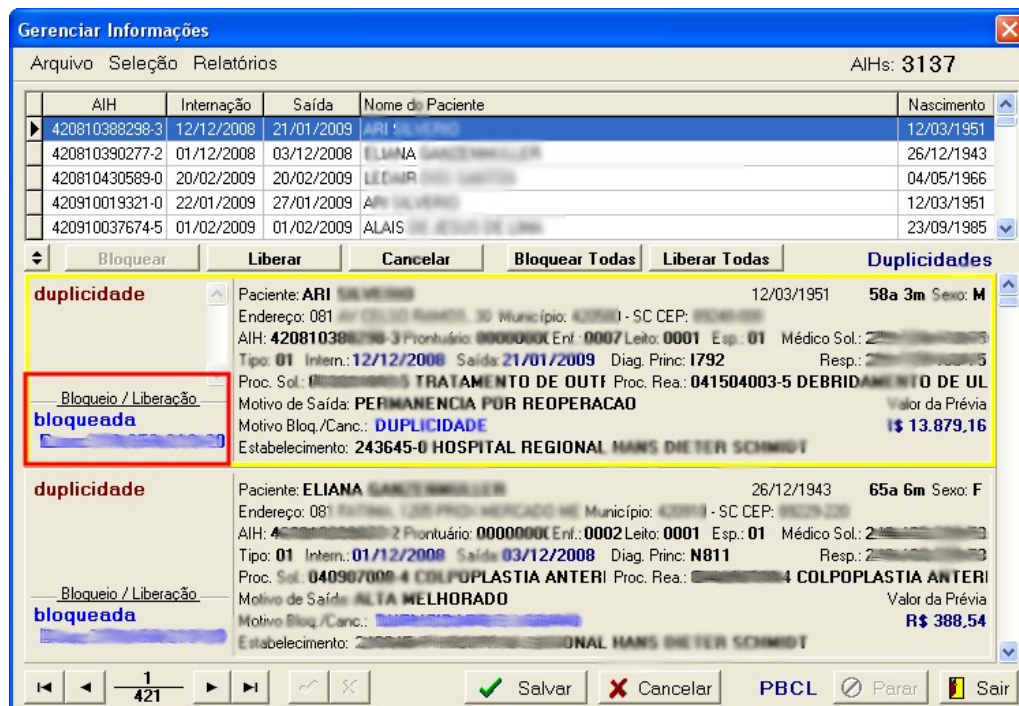 Gerenciar Informações
Arquivo Seleção Relatórios AIHs: 3137
AIH Internação Saída Nome do Paciente Nascimento
420810388298-3 12/12/2008 21/01/2009 ARI 12/03/1951
420810390277-2 01/12/2008 03/12/2008 ELIANA 26/12/1943
420810430589-0 20/02/2009 20/02/2009 LEDAIR 04/05/1966
420910019321-0 22/01/2009 27/01/2009 12/03/1951
420910037674-5 01/02/2009 01/02/2009 ALAIS 23/09/1985
Bloquear Liberar Cancelar Bloquear Todas Liberar Todas Duplicidades
duplicidade
Bloqueio / Liberação
bloqueada
Paciente: ARI 12/03/1951 58a 3m Sexo: M
Endereço: 081 Município: - SC CEP:
AIH: Prontuário: Enf.: 0007 Leito: 0001 Esp.: 01 Médico Sol.:
Tipo: 01 Intern.: 12/12/2008 Saída: 21/01/2009 Diag. Princ: I792 Resp.:
Proc. Sol.: TRATAMENTO DE OUTF Proc. Rea.: 041504003-5 DEBRIDAMENTO DE UL
Motivo de Saída: PERMANENCIA POR REOPERACAO Valor da Prévia
Motivo Bloq./Canc.: DUPLICIDADE R$ 13.879,16
Estabelecimento: 243645-0 HOSPITAL REGIONAL HANS DIETER SCHMIDT
duplicidade
Bloqueio / Liberação
bloqueada
Paciente: ELIANA 26/12/1943 65a 6m Sexo: F
Endereço: 081 Município: - SC CEP:
AIH: Prontuário: Enf.: 0002 Leito: 0001 Esp.: 01 Médico Sol.:
Tipo: 01 Intern.: 01/12/2008 Saída: 03/12/2008 Diag. Princ: N811 Resp.:
Proc. Sol.: 040907008-4 COLPOPLASTIA ANTERI Proc. Rea.: COLPOPLASTIA ANTERI
Motivo de Saída: ALTA MELHORADO Valor da Prévia
Motivo Bloq./Canc.: R$ 388,54
Estabelecimento: HANS DIETER SCHMIDT
1
421
Salvar Cancelar PBCL Parar Sair